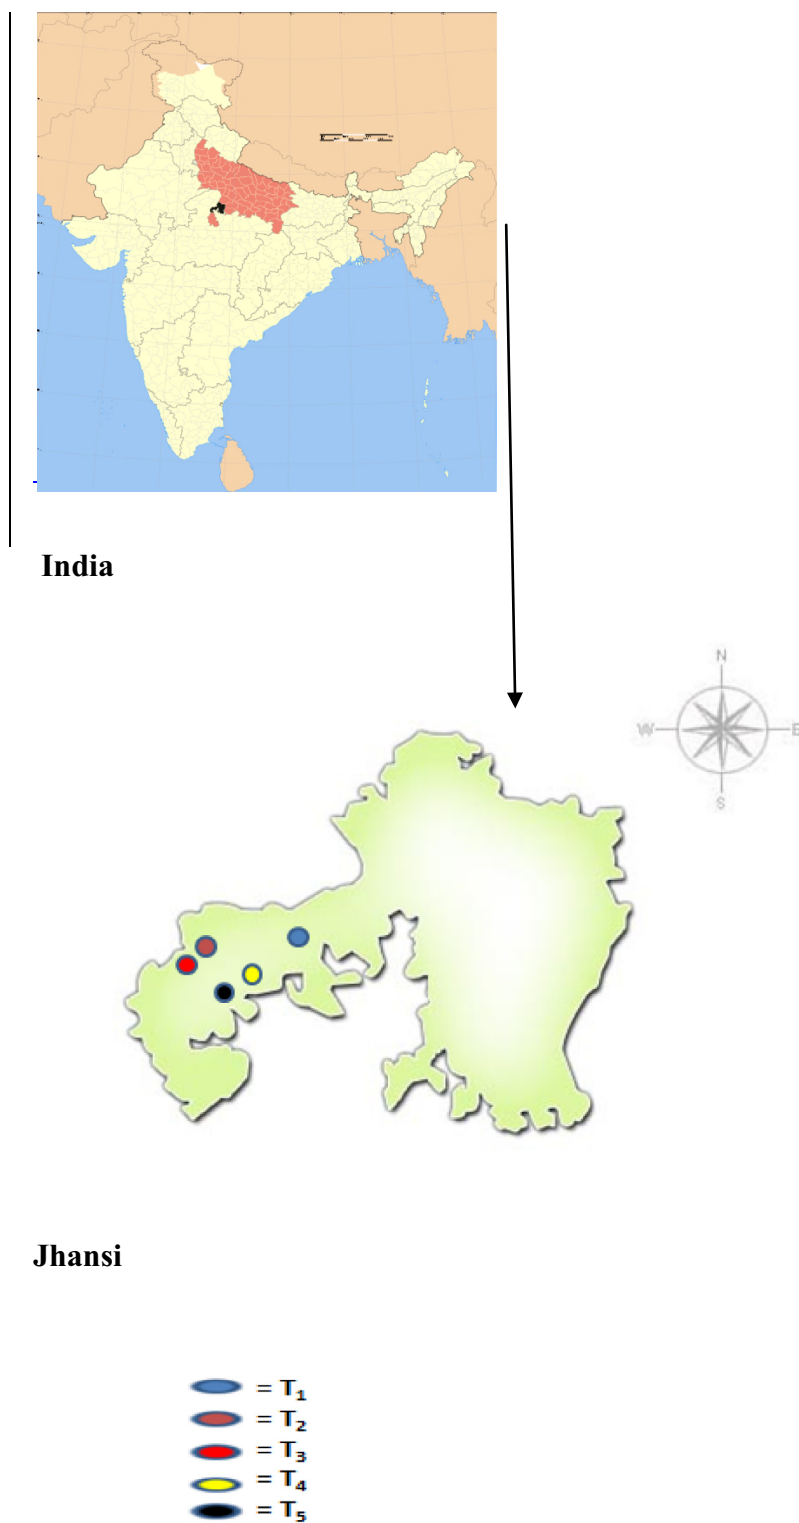 India
N
W
E
S
Jhansi
= T₁
= T₂
= T₃
= T₄
= T₅